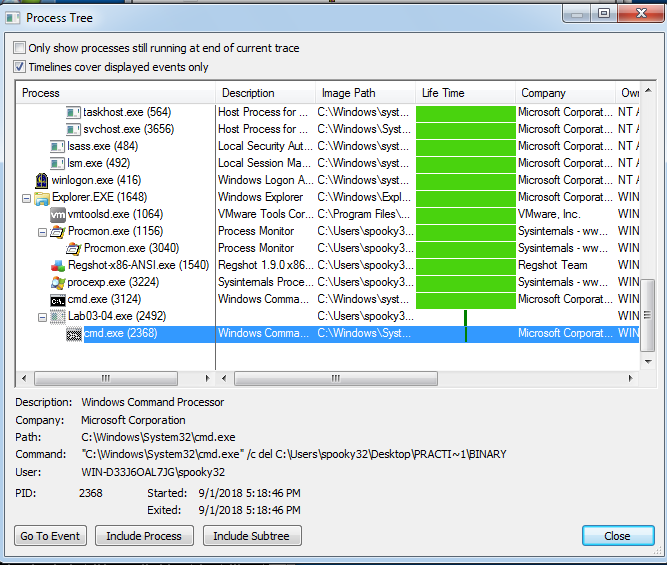 Process Tree
Only show processes still running at end of current trace
Timelines cover displayed events only
Process Description Image Path Life Time Company Own
taskhost.exe (564) Host Process for ... C:\Windows\syst... Microsoft Corporat... NT A
svchost.exe (3656) Host Process for ... C:\Windows\Syst... Microsoft Corporat... NT A
lsass.exe (484) Local Security Aut... C:\Windows\syst... Microsoft Corporat... NT A
lsm.exe (492) Local Session Ma... C:\Windows\syst... Microsoft Corporat... NT A
winlogon.exe (416) Windows Logon A... C:\Windows\syst... Microsoft Corporat... NT A
Explorer.EXE (1648) Windows Explorer C:\Windows\Expl... Microsoft Corporat... WIN
vm vmtoolsd.exe (1064) VMware Tools Cor... C:\Program Files\... VMware, Inc. WIN
Procmon.exe (1156) Process Monitor C:\Users\spooky3... Sysinternals - ww... WIN
Procmon.exe (3040) Process Monitor C:\Users\spooky3... Sysinternals - ww... WIN
Regshot-x86-ANSI.exe (1540) Regshot 1.9.0 x86... C:\Users\spooky3... Regshot Team WIN
procexp.exe (3224) Sysinternals Proce... C:\Users\spooky3... Sysinternals - ww... WIN
cmd.exe (3124) Windows Comma... C:\Windows\syst... Microsoft Corporat... WIN
Lab03-04.exe (2492) C:\Users\spooky3... WIN
cmd.exe (2368) Windows Comma... C:\Windows\Syst... Microsoft Corporat... WIN
Description: Windows Command Processor
Company: Microsoft Corporation
Path: C:\Windows\System32\cmd.exe
Command: "C:\Windows\System32\cmd.exe" /c del C:\Users\spooky32\Desktop\PRACTI~1\BINARY
User: WIN-D33J6OAL7JG\spooky32
PID: 2368 Started: 9/1/2018 5:18:46 PM
Exited: 9/1/2018 5:18:46 PM
Go To Event Include Process Include Subtree Close